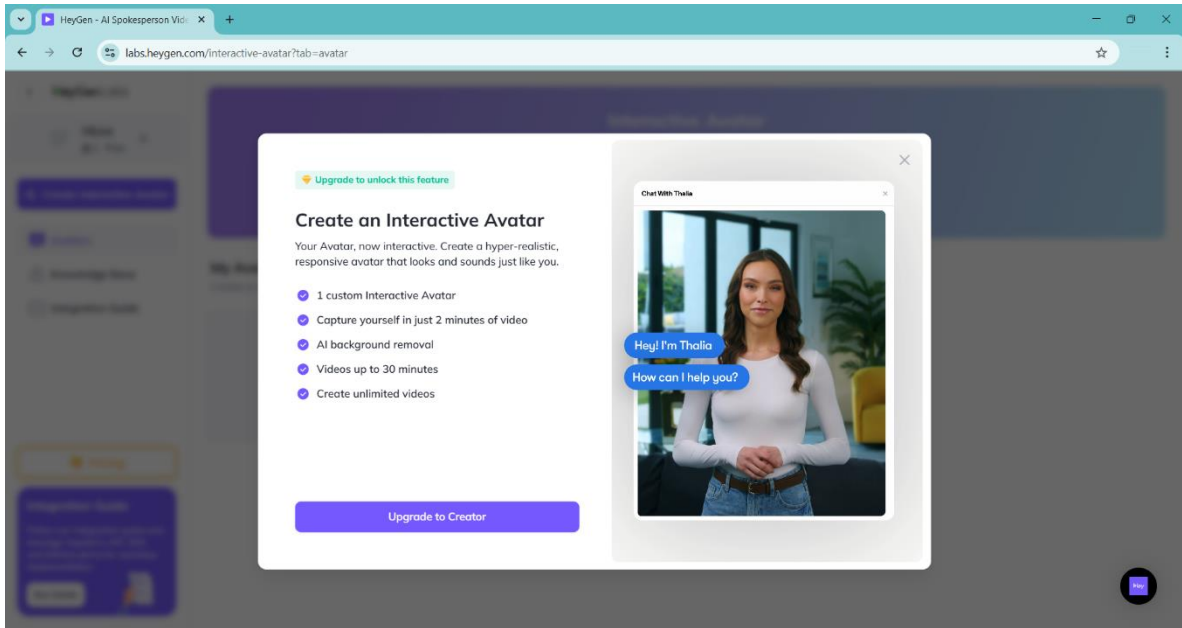 HeyGen - AI Spokesperson Vide
labs.heygen.com/interactive-avatar?tab=avatar
Interactive Avatar
Upgrade to unlock this feature
Create an Interactive Avatar
Your Avatar, now interactive. Create a hyper-realistic,
responsive avatar that looks and sounds just like you.
1 custom Interactive Avatar
Capture yourself in just 2 minutes of video
AI background removal
Videos up to 30 minutes
Create unlimited videos
Upgrade to Creator
Chat With Thalia
Hey! I'm Thalia
How can I help you?